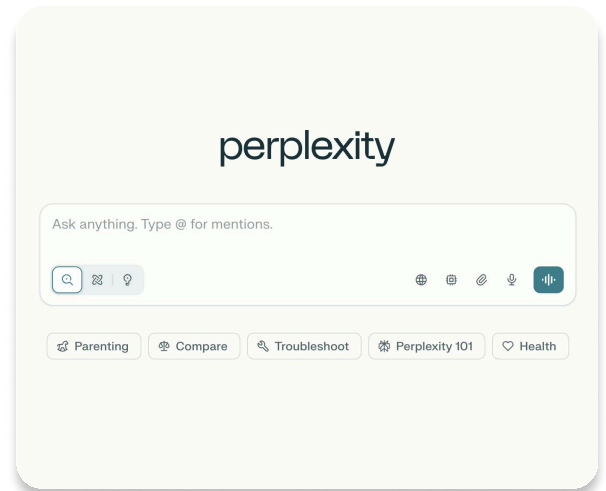 perplexity
Ask anything. Type @ for mentions.
Parenting Compare Troubleshoot Perplexity 101 Health